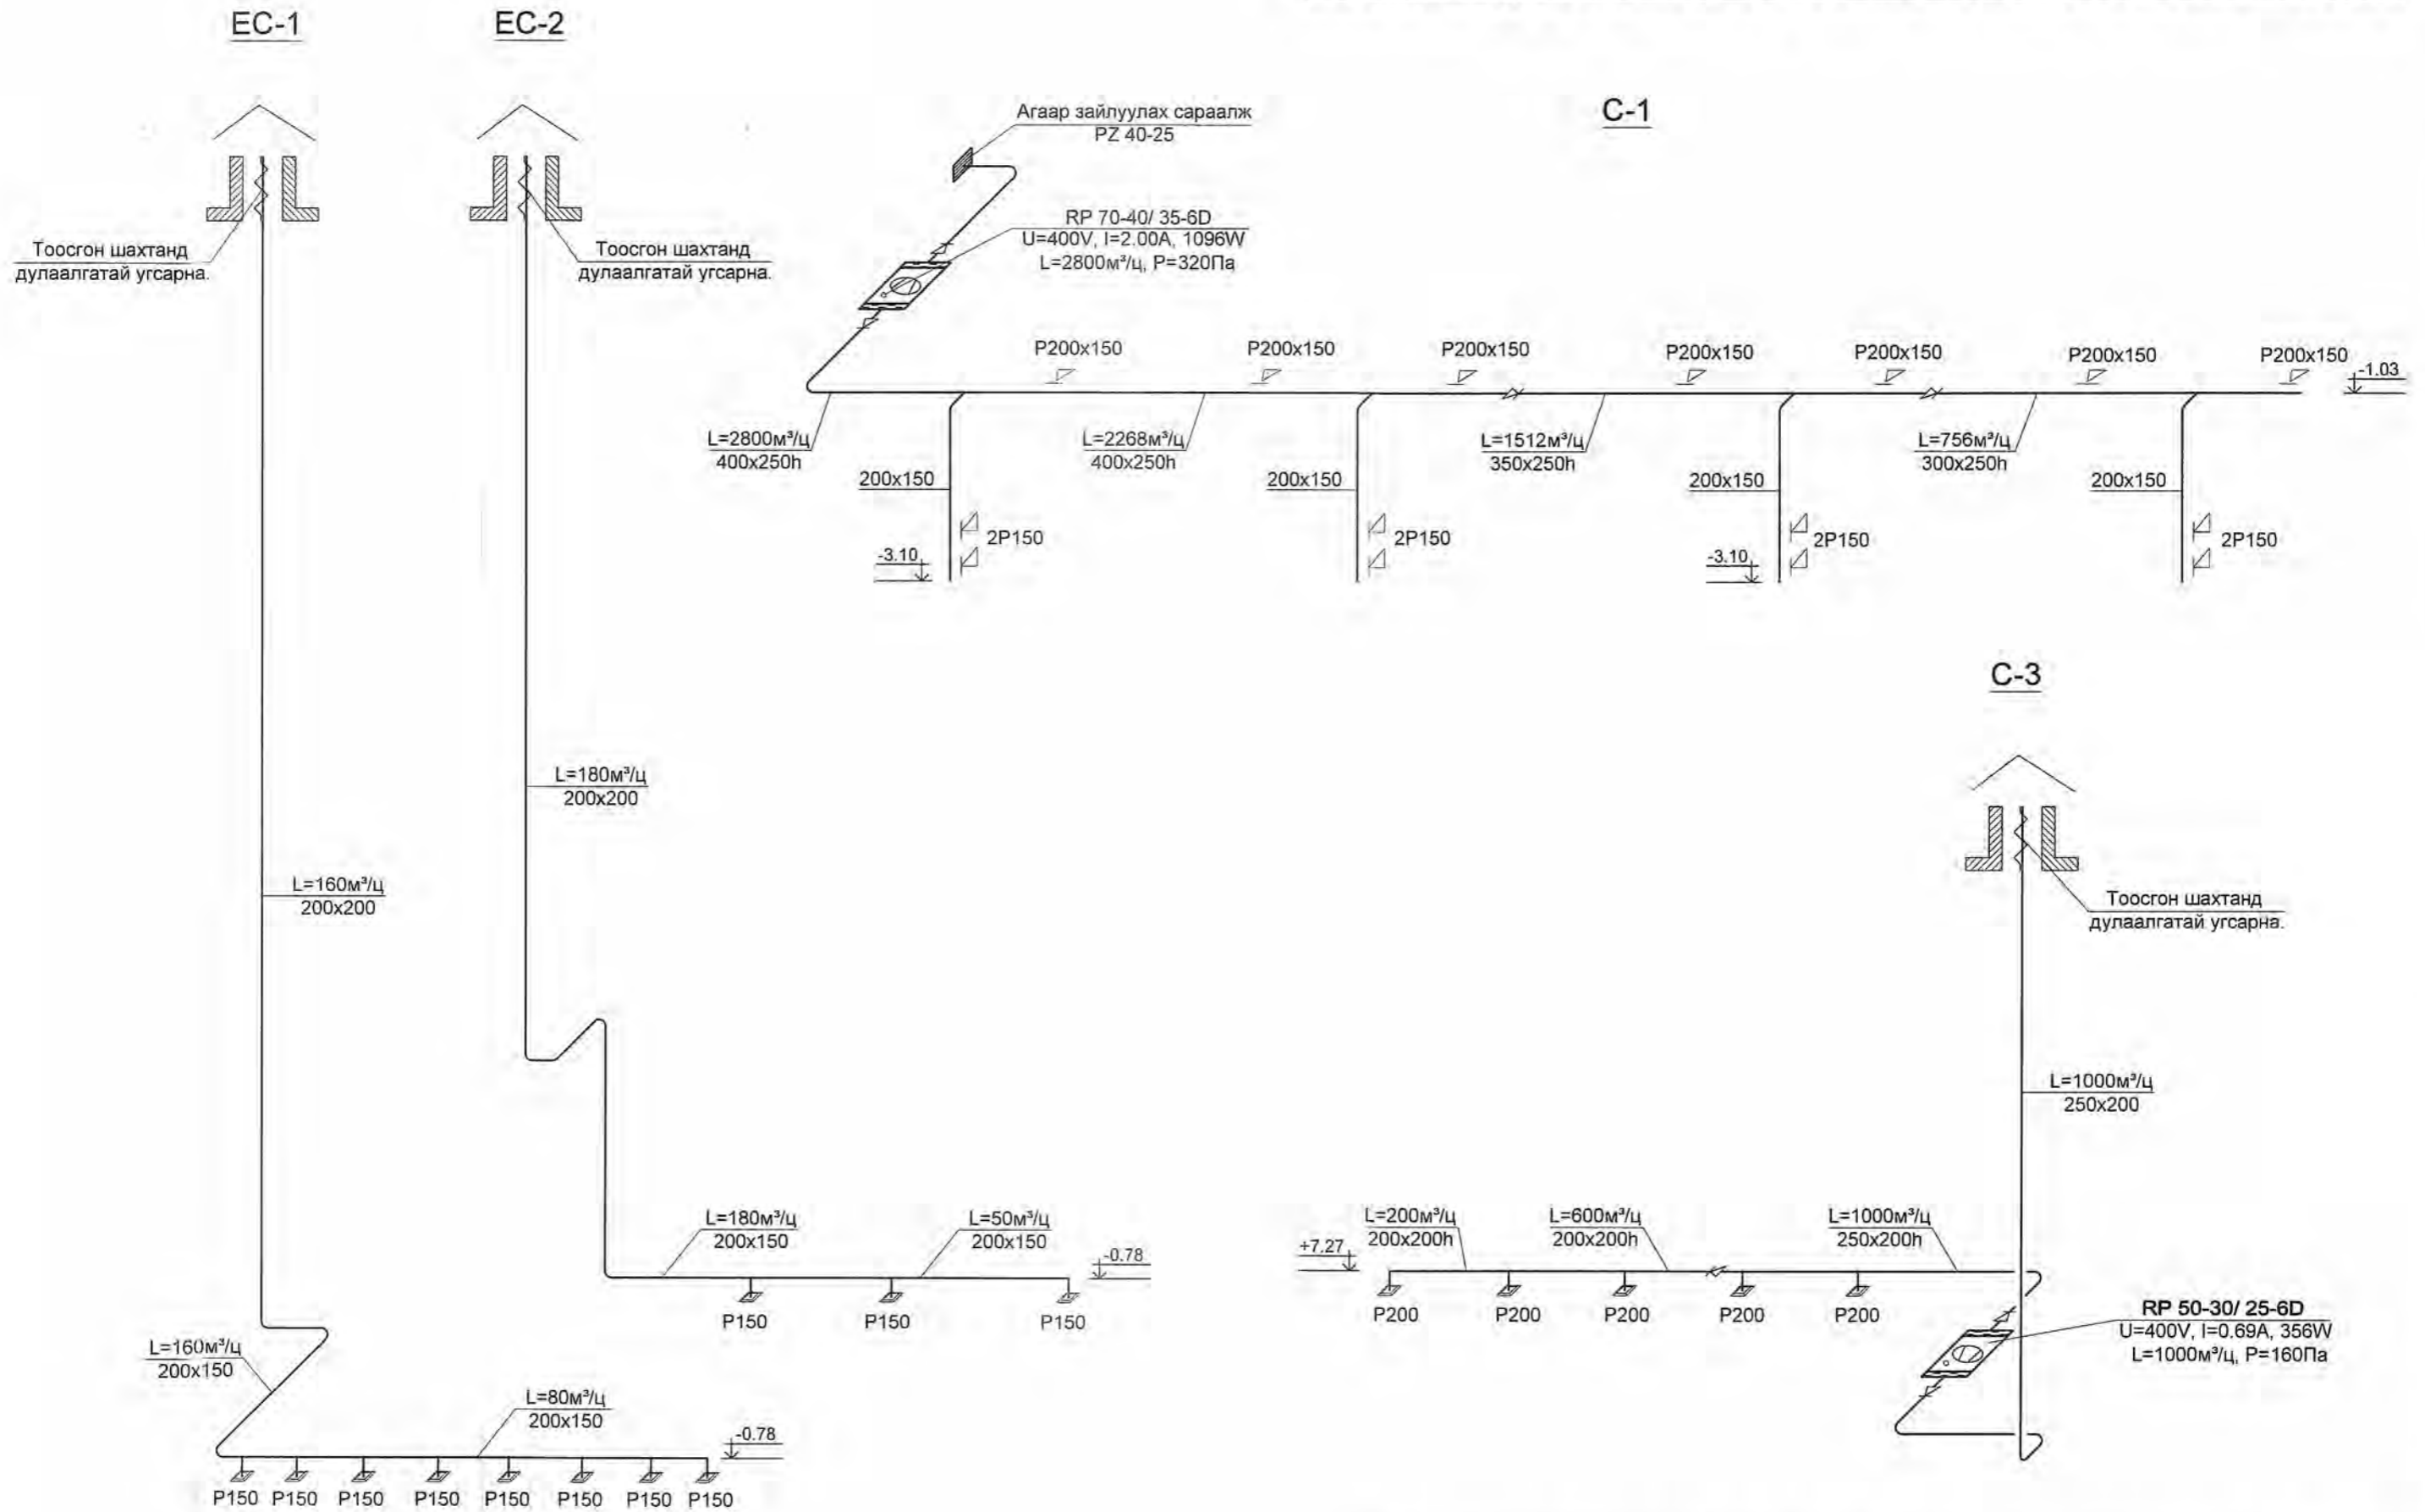 EC-1
EC-2
Тоосгон шахтанд
дулаалгатай угсарна.
Тоосгон шахтанд
дулаалгатай угсарна.
L=160м³/ц
200x200
L=180м³/ц
200x200
L=180м³/ц
200x150
L=50м³/ц
200x150
-0.78
P150
P150
P150
L=160м³/ц
200x150
L=80м³/ц
200x150
-0.78
P150 P150 P150 P150 P150 P150 P150 P150
C-1
Агаар зайлуулах сараалж
PZ 40-25
RP 70-40/ 35-6D
U=400V, I=2.00A, 1096W
L=2800м³/ц, P=320Па
P200x150
P200x150
P200x150
P200x150
P200x150
P200x150
P200x150
-1.03
L=2800м³/ц
400x250h
L=2268м³/ц
400x250h
L=1512м³/ц
350x250h
L=756м³/ц
300x250h
200x150
200x150
200x150
200x150
2P150
2P150
2P150
2P150
-3.10
-3.10
C-3
Тоосгон шахтанд
дулаалгатай угсарна.
L=1000м³/ц
250x200
L=200м³/ц
200x200h
L=600м³/ц
200x200h
L=1000м³/ц
250x200h
+7.27
P200
P200
P200
P200
P200
RP 50-30/ 25-6D
U=400V, I=0.69A, 356W
L=1000м³/ц, P=160Па